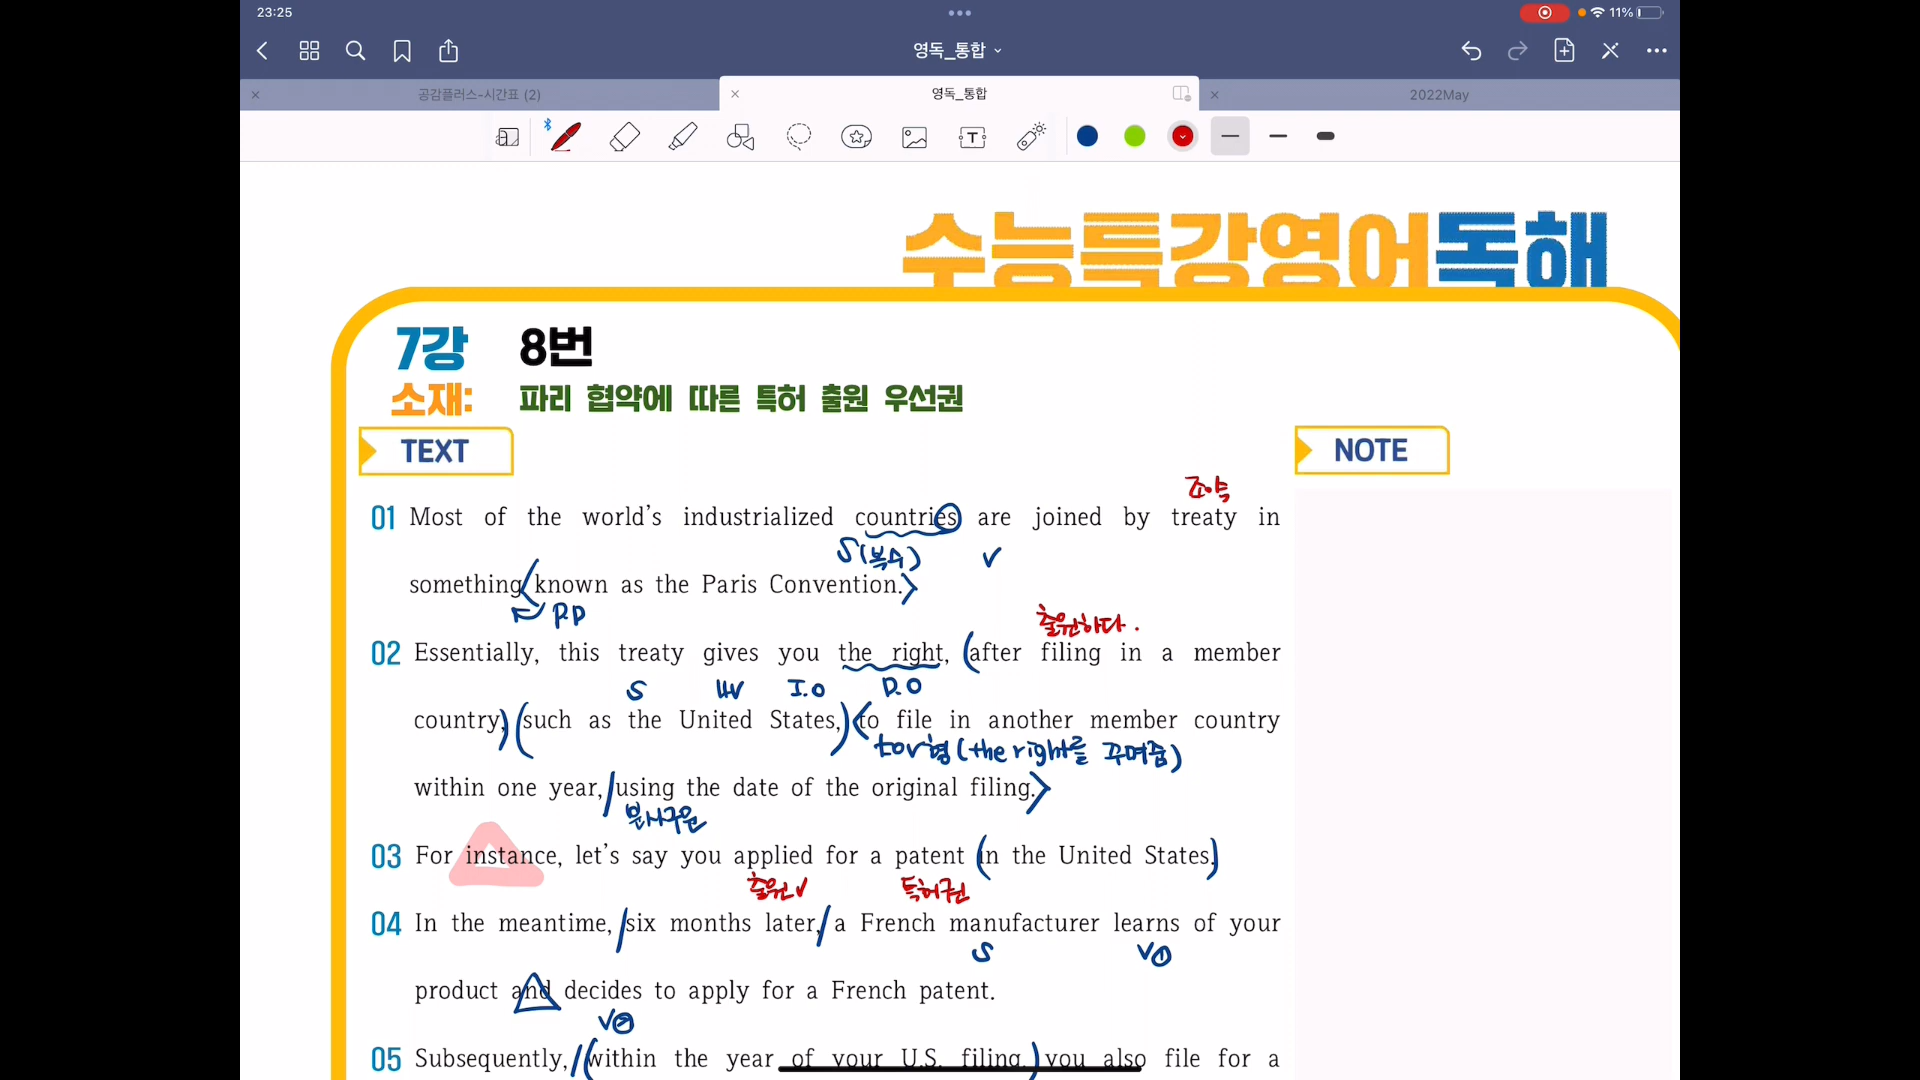 23:25
11%
영독_통합
공감플러스-시간표 (2)
영독_통합
2022May
수능특강영어독해
7강 8번
소재: 파리 협약에 따른 특허 출원 우선권
TEXT
NOTE
조약
01 Most of the world's industrialized countries are joined by treaty in
S(복수) V
something known as the Paris Convention.
P.P
출원하다.
02 Essentially, this treaty gives you the right, (after filing in a member
S 4V I.O D.O
country,) (such as the United States,) <to file in another member country
to v 형 (the right를 꾸며줌)
within one year, / using the date of the original filing.>
분사구문
03 For instance, let's say you applied for a patent (in the United States.)
출원V 특허권
04 In the meantime, / six months later, / a French manufacturer learns of your
S V①
product and decides to apply for a French patent.
V②
05 Subsequently, / (within the year of your U.S. filing,) you also file for a